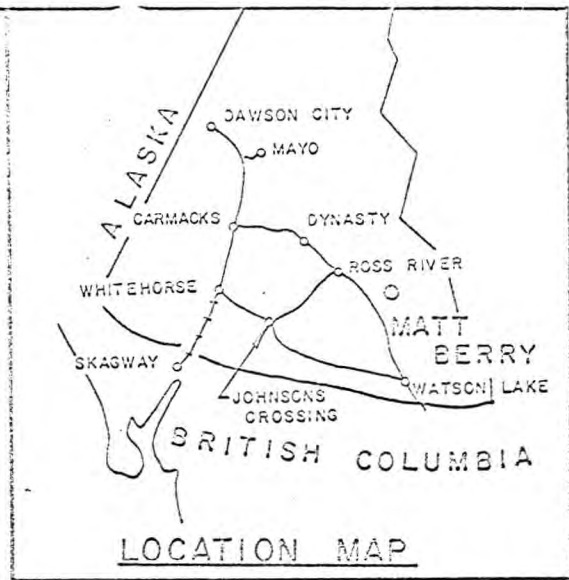 DAWSON CITY
MAYO
ALASKA
CARMACKS
DYNASTY
ROSS RIVER
WHITEHORSE
MATT
BERRY
SKAGWAY
WATSON LAKE
JOHNSONS
CROSSING
BRITISH COLUMBIA
LOCATION MAP